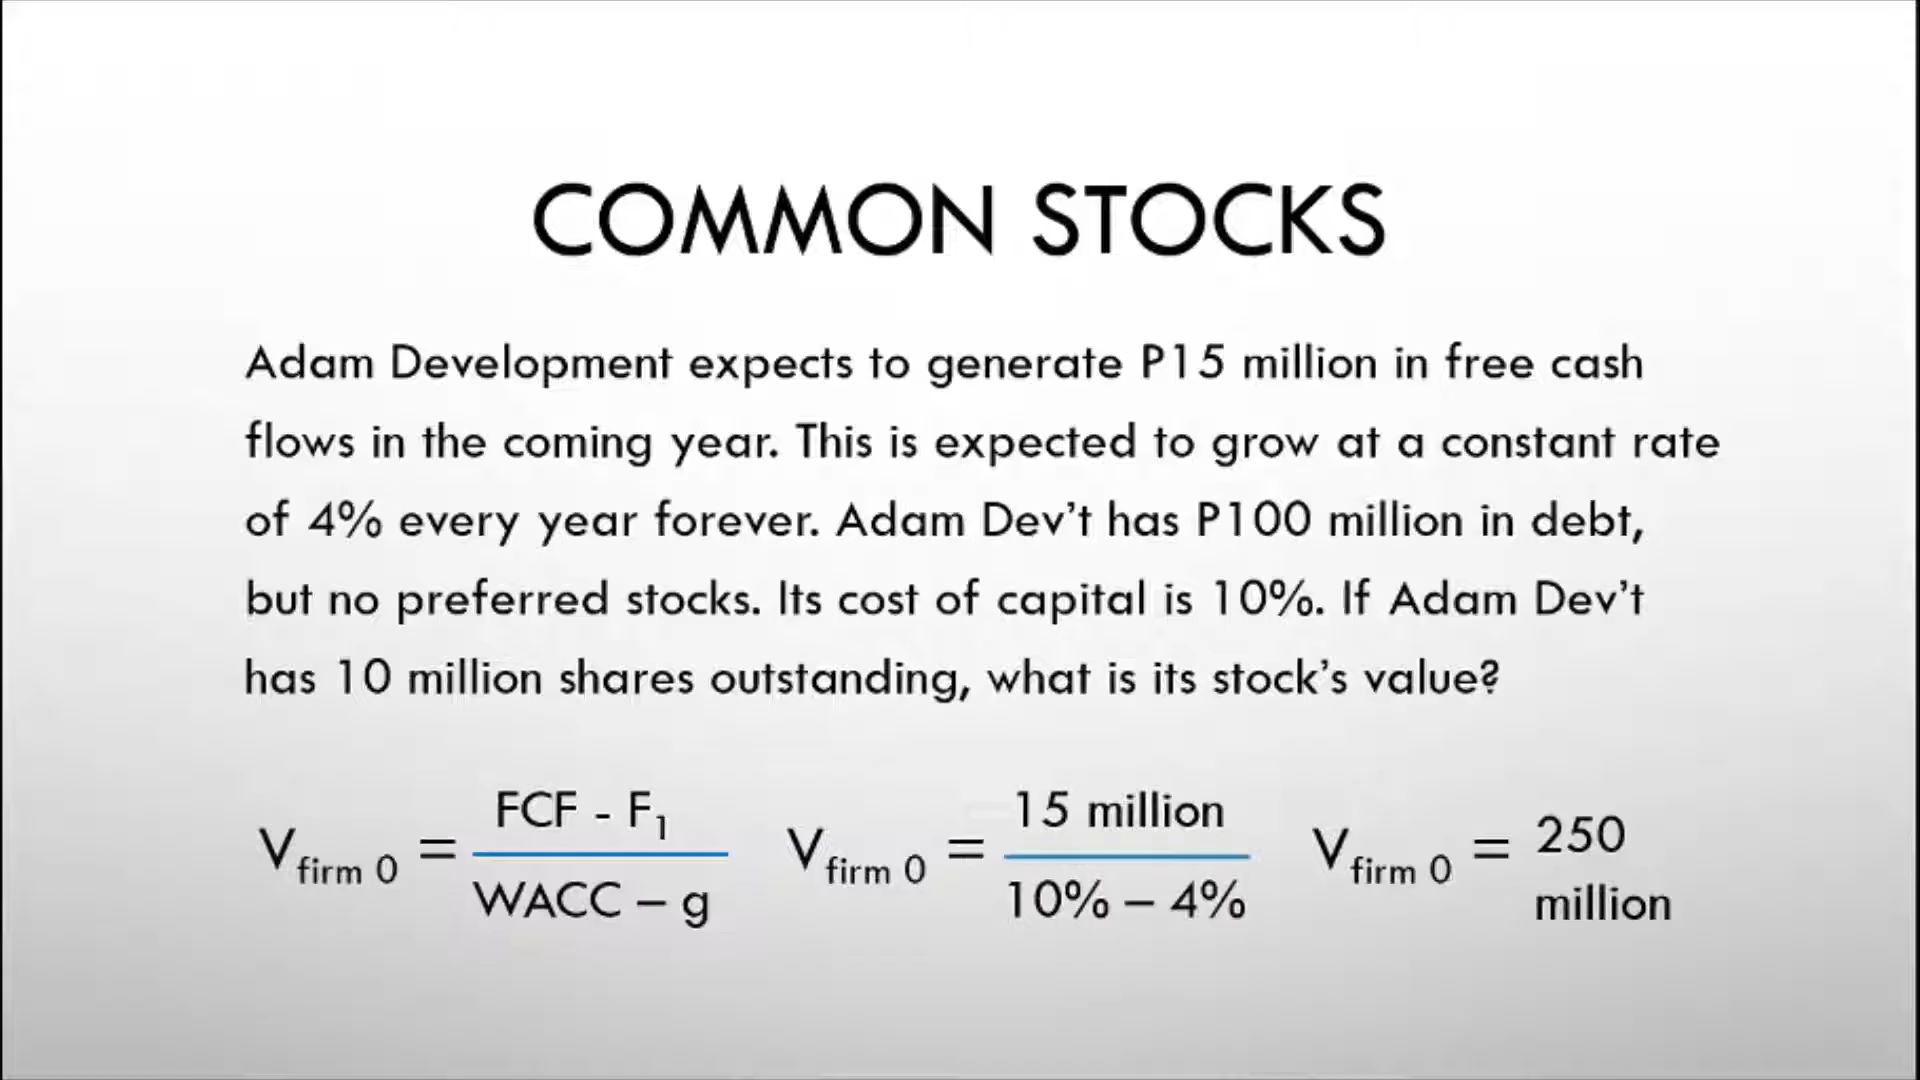 COMMON STOCKS
Adam Development expects to generate P15 million in free cash
flows in the coming year. This is expected to grow at a constant rate
of 4% every year forever. Adam Dev't has P100 million in debt,
but no preferred stocks. Its cost of capital is 10%. If Adam Dev't
has 10 million shares outstanding, what is its stock's value?
V firm 0 = FCF - F1 / WACC – g
V firm 0 = 15 million / 10% – 4%
V firm 0 = 250 million